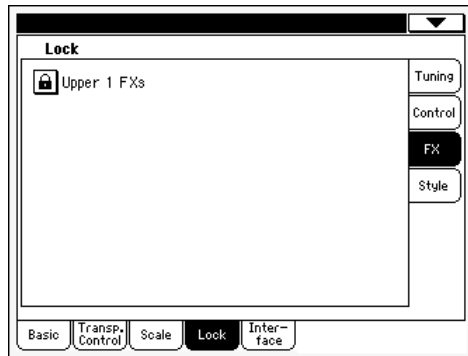 Lock
Upper 1 FXs
Tuning
Control
FX
Style
Basic
Transp.
Control
Scale
Lock
Inter-
face